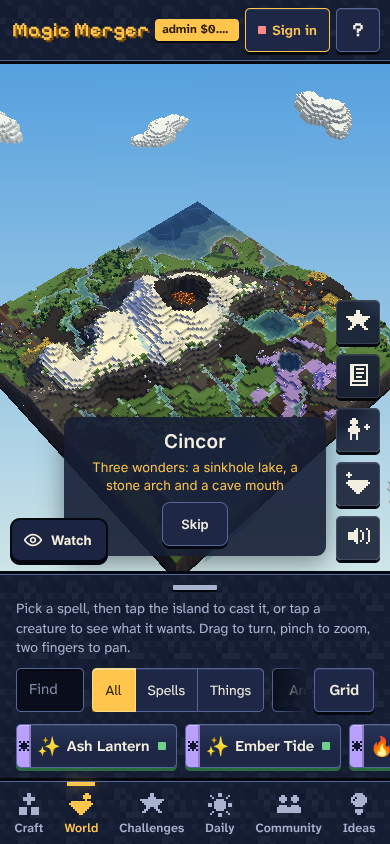 Magic Merger
admin $0....
Sign in
?
Cincor
Three wonders: a sinkhole lake, a
stone arch and a cave mouth
Skip
Watch
Pick a spell, then tap the island to cast it, or tap a
creature to see what it wants. Drag to turn, pinch to zoom,
two fingers to pan.
Find
All
Spells
Things
Grid
Ash Lantern
Ember Tide
Craft
World
Challenges
Daily
Community
Ideas